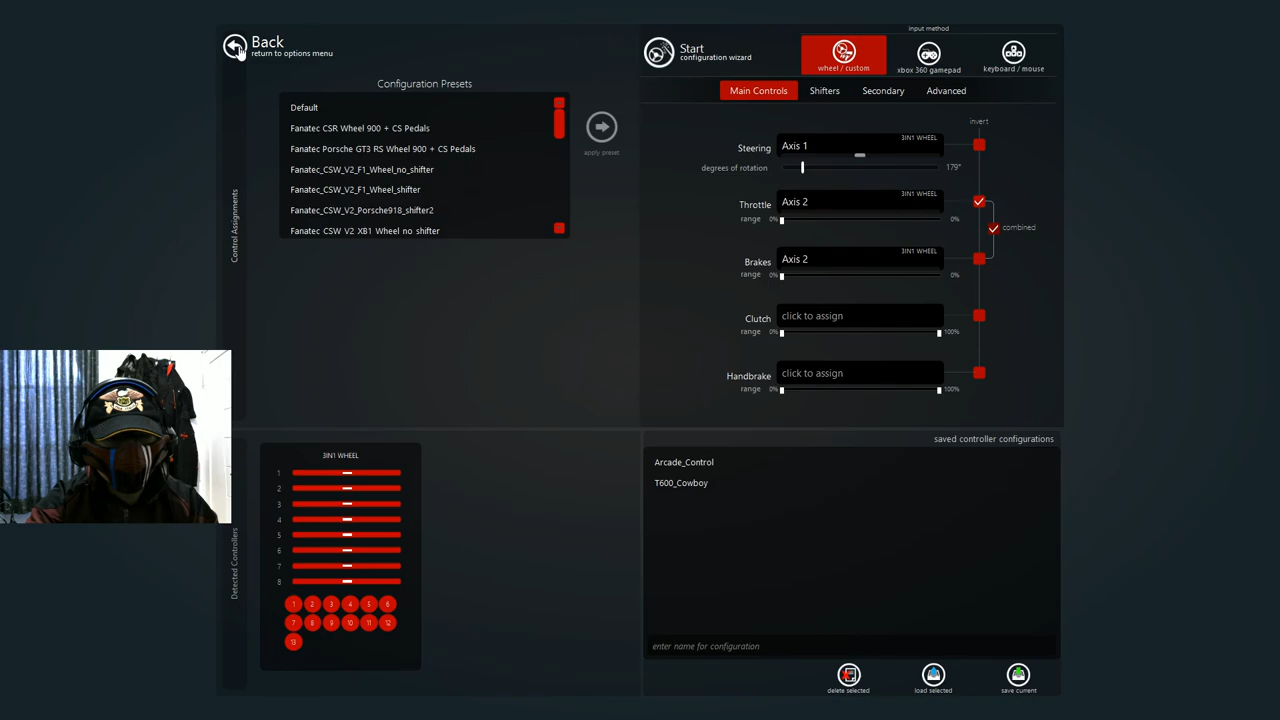 Back
return to options menu
Configuration Presets
Default
Fanatec CSR Wheel 900 + CS Pedals
Fanatec Porsche GT3 RS Wheel 900 + CS Pedals
Fanatec_CSW_V2_F1_Wheel_no_shifter
Fanatec_CSW_V2_F1_Wheel_shifter
Fanatec_CSW_V2_Porsche918_shifter2
Fanatec CSW V2 XB1 Wheel no shifter
apply preset
Control Assignments
input method
Start
configuration wizard
wheel / custom
xbox 360 gamepad
keyboard / mouse
Main Controls
Shifters
Secondary
Advanced
invert
Steering
Axis 1
3IN1 WHEEL
degrees of rotation
179°
Throttle
Axis 2
3IN1 WHEEL
range
0%
0%
combined
Brakes
Axis 2
3IN1 WHEEL
range
0%
0%
Clutch
click to assign
range
0%
100%
Handbrake
click to assign
range
0%
100%
Detected Controllers
3IN1 WHEEL
1
2
3
4
5
6
7
8
1 2 3 4 5 6
7 8 9 10 11 12
13
saved controller configurations
Arcade_Control
T600_Cowboy
enter name for configuration
delete selected
load selected
save current